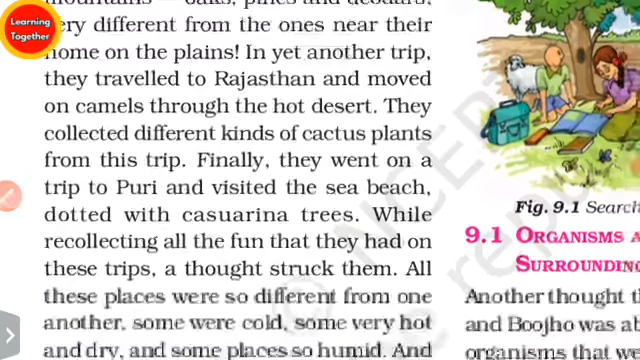 Learning
Together
mountains — oaks, pines and deodars,
very different from the ones near their
home on the plains! In yet another trip,
they travelled to Rajasthan and moved
on camels through the hot desert. They
collected different kinds of cactus plants
from this trip. Finally, they went on a
trip to Puri and visited the sea beach,
dotted with casuarina trees. While
recollecting all the fun that they had on
these trips, a thought struck them. All
these places were so different from one
another, some were cold, some very hot
and dry, and some places so humid. And
Fig. 9.1 Search
9.1 ORGANISMS A
SURROUNDING
Another thought t
and Boojho was ab
organisms that we
© NCER
be rep